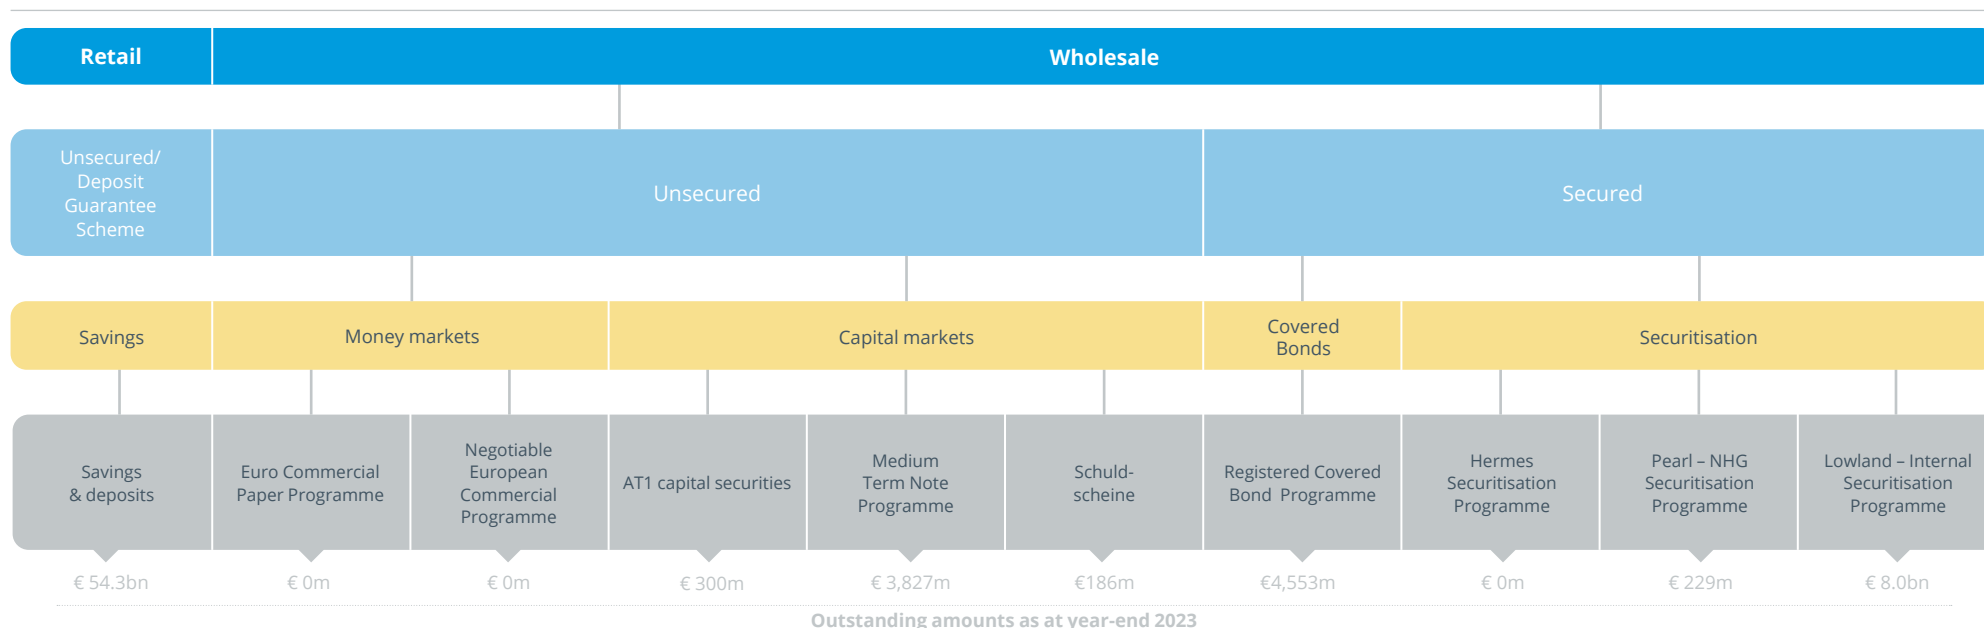 Retail
Wholesale
Unsecured/
Deposit
Guarantee
Scheme
Unsecured
Secured
Savings
Money markets
Capital markets
Covered
Bonds
Securitisation
Savings
& deposits
Euro Commercial
Paper Programme
Negotiable
European
Commercial
Programme
AT1 capital securities
Medium
Term Note
Programme
Schuld-
scheine
Registered Covered
Bond Programme
Hermes
Securitisation
Programme
Pearl – NHG
Securitisation
Programme
Lowland – Internal
Securitisation
Programme
€ 54.3bn
€ 0m
€ 0m
€ 300m
€ 3,827m
€186m
€4,553m
€ 0m
€ 229m
€ 8.0bn
Outstanding amounts as at year-end 2023